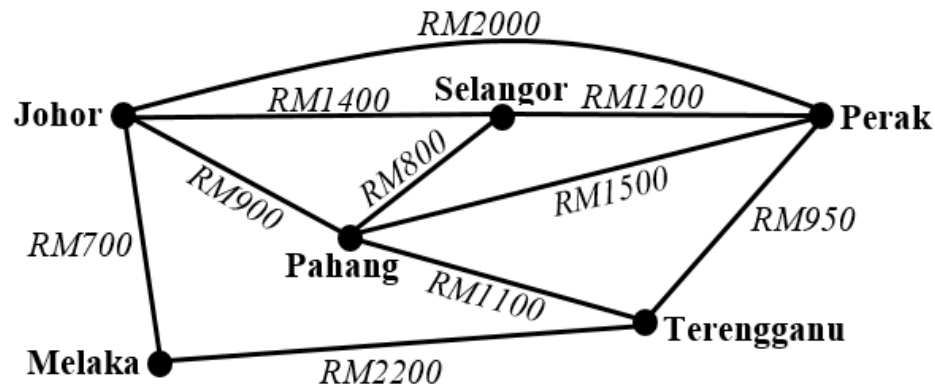 RM2000
Selangor
Johor
RM1400
RM1200
Perak
RM800
RM900
RM1500
RM950
RM700
Pahang
RM1100
Terengganu
Melaka
RM2200